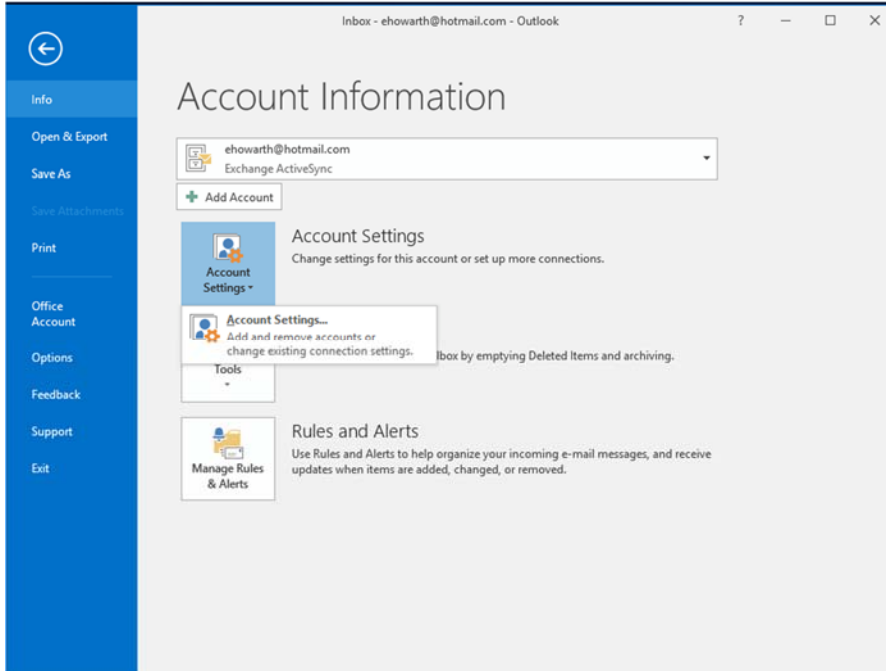 Inbox - ehowarth@hotmail.com - Outlook
?
Info
Open & Export
Save As
Save Attachments
Print
Office
Account
Options
Feedback
Support
Exit
Account Information
ehowarth@hotmail.com
Exchange ActiveSync
Add Account
Account
Settings
Account Settings
Change settings for this account or set up more connections.
Account Settings...
Add and remove accounts or
change existing connection settings.
lbox by emptying Deleted Items and archiving.
Tools
Manage Rules
& Alerts
Rules and Alerts
Use Rules and Alerts to help organize your incoming e-mail messages, and receive
updates when items are added, changed, or removed.